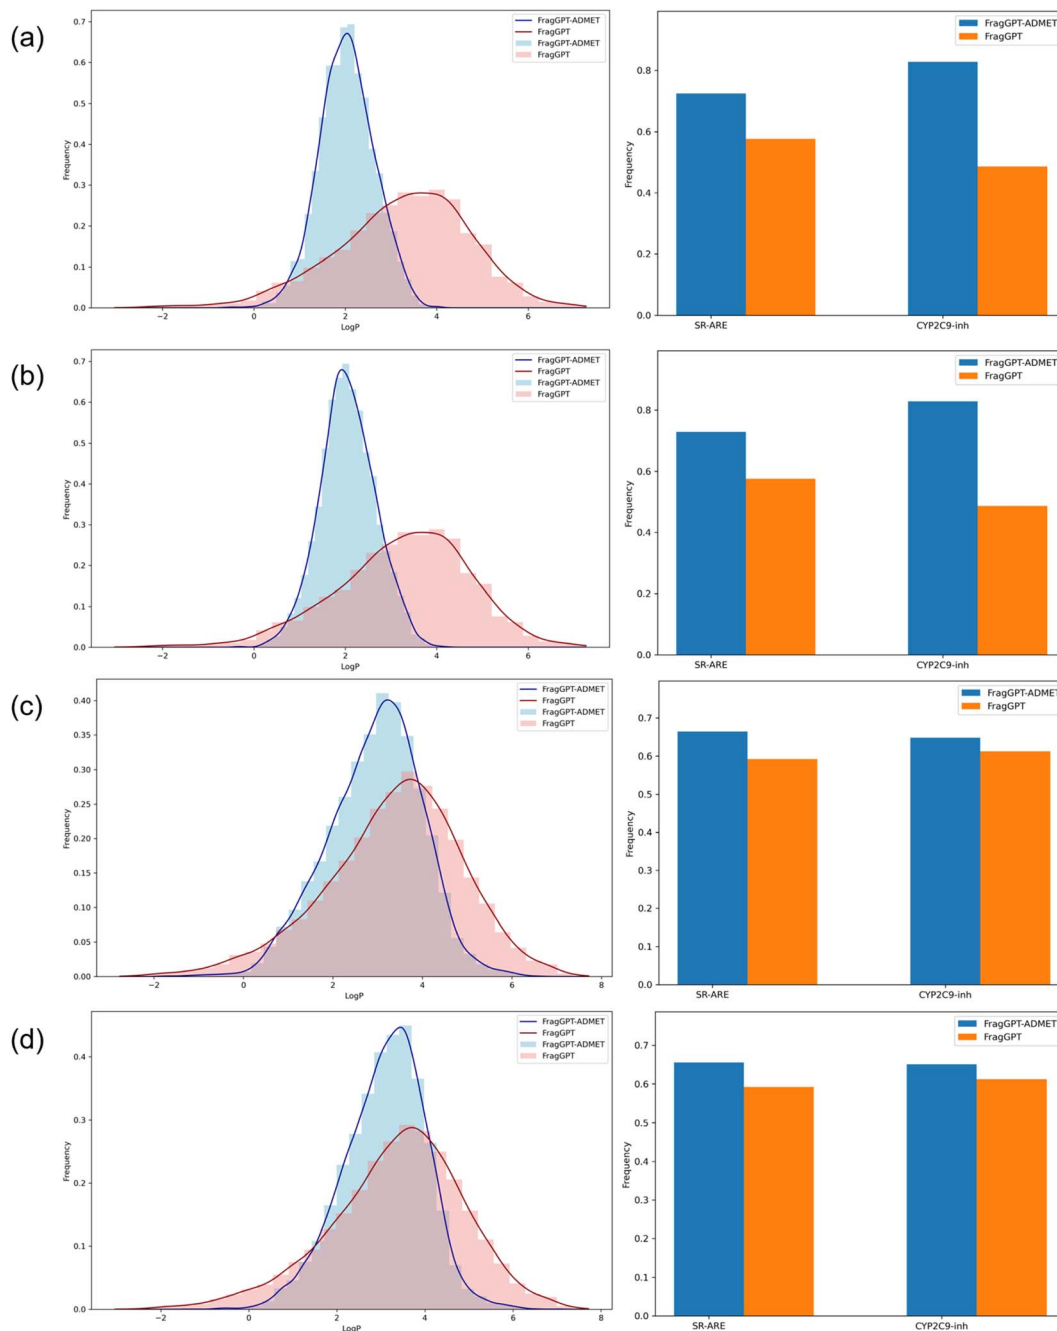 (a)
FragGPT-ADMET
FragGPT
FragGPT-ADMET
FragGPT
0.7
0.6
0.5
0.4
0.3
0.2
0.1
0.0
Frequency
−2 0 2 4 6
LogP
FragGPT-ADMET
FragGPT
0.8
0.6
0.4
0.2
0.0
Frequency
SR-ARE CYP2C9-inh
(b)
FragGPT-ADMET
FragGPT
FragGPT-ADMET
FragGPT
0.7
0.6
0.5
0.4
0.3
0.2
0.1
0.0
Frequency
−2 0 2 4 6
LogP
FragGPT-ADMET
FragGPT
0.8
0.6
0.4
0.2
0.0
Frequency
SR-ARE CYP2C9-inh
(c)
FragGPT-ADMET
FragGPT
FragGPT-ADMET
FragGPT
0.40
0.35
0.30
0.25
0.20
0.15
0.10
0.05
0.00
Frequency
−2 0 2 4 6 8
LogP
FragGPT-ADMET
FragGPT
0.7
0.6
0.5
0.4
0.3
0.2
0.1
0.0
Frequency
SR-ARE CYP2C9-inh
(d)
FragGPT-ADMET
FragGPT
FragGPT-ADMET
FragGPT
0.4
0.3
0.2
0.1
0.0
Frequency
−2 0 2 4 6 8
LogP
FragGPT-ADMET
FragGPT
0.7
0.6
0.5
0.4
0.3
0.2
0.1
0.0
Frequency
SR-ARE CYP2C9-inh